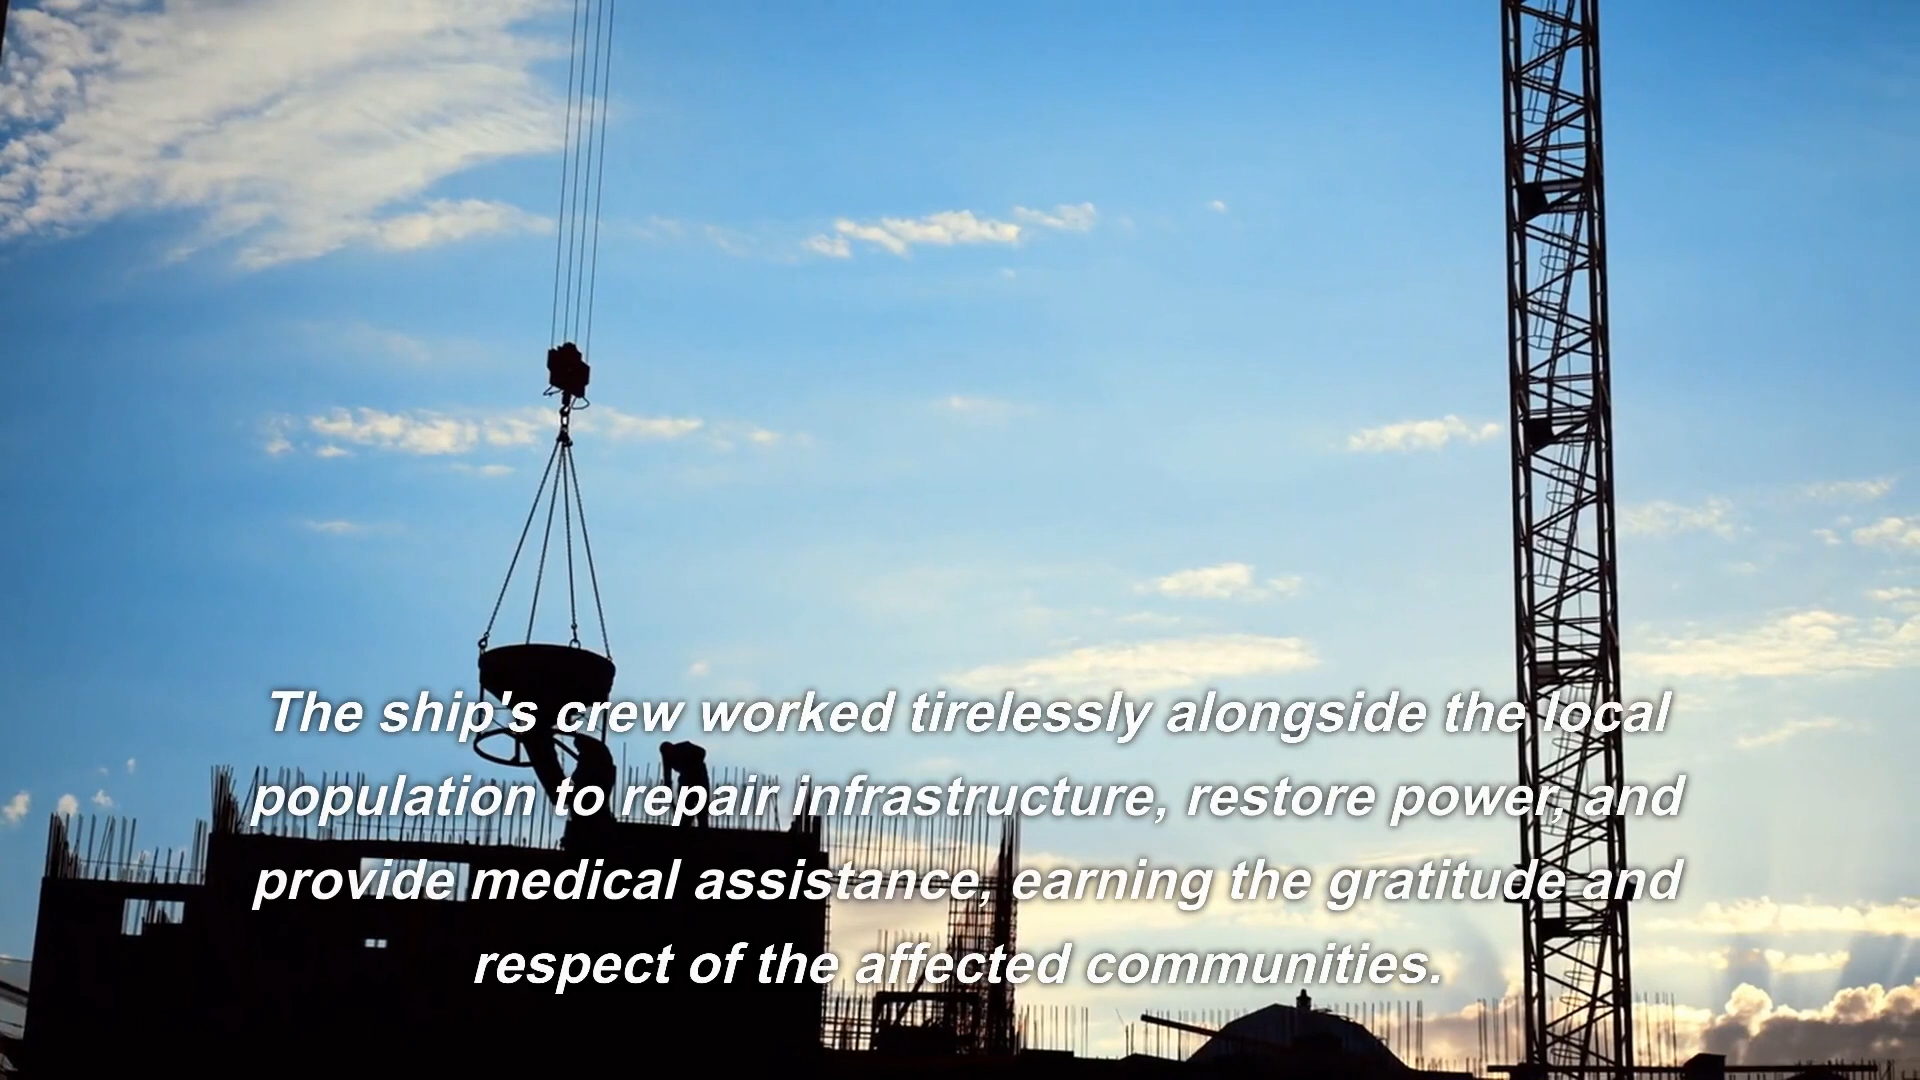 The ship's crew worked tirelessly alongside the local
population to repair infrastructure, restore power, and
provide medical assistance, earning the gratitude and
respect of the affected communities.